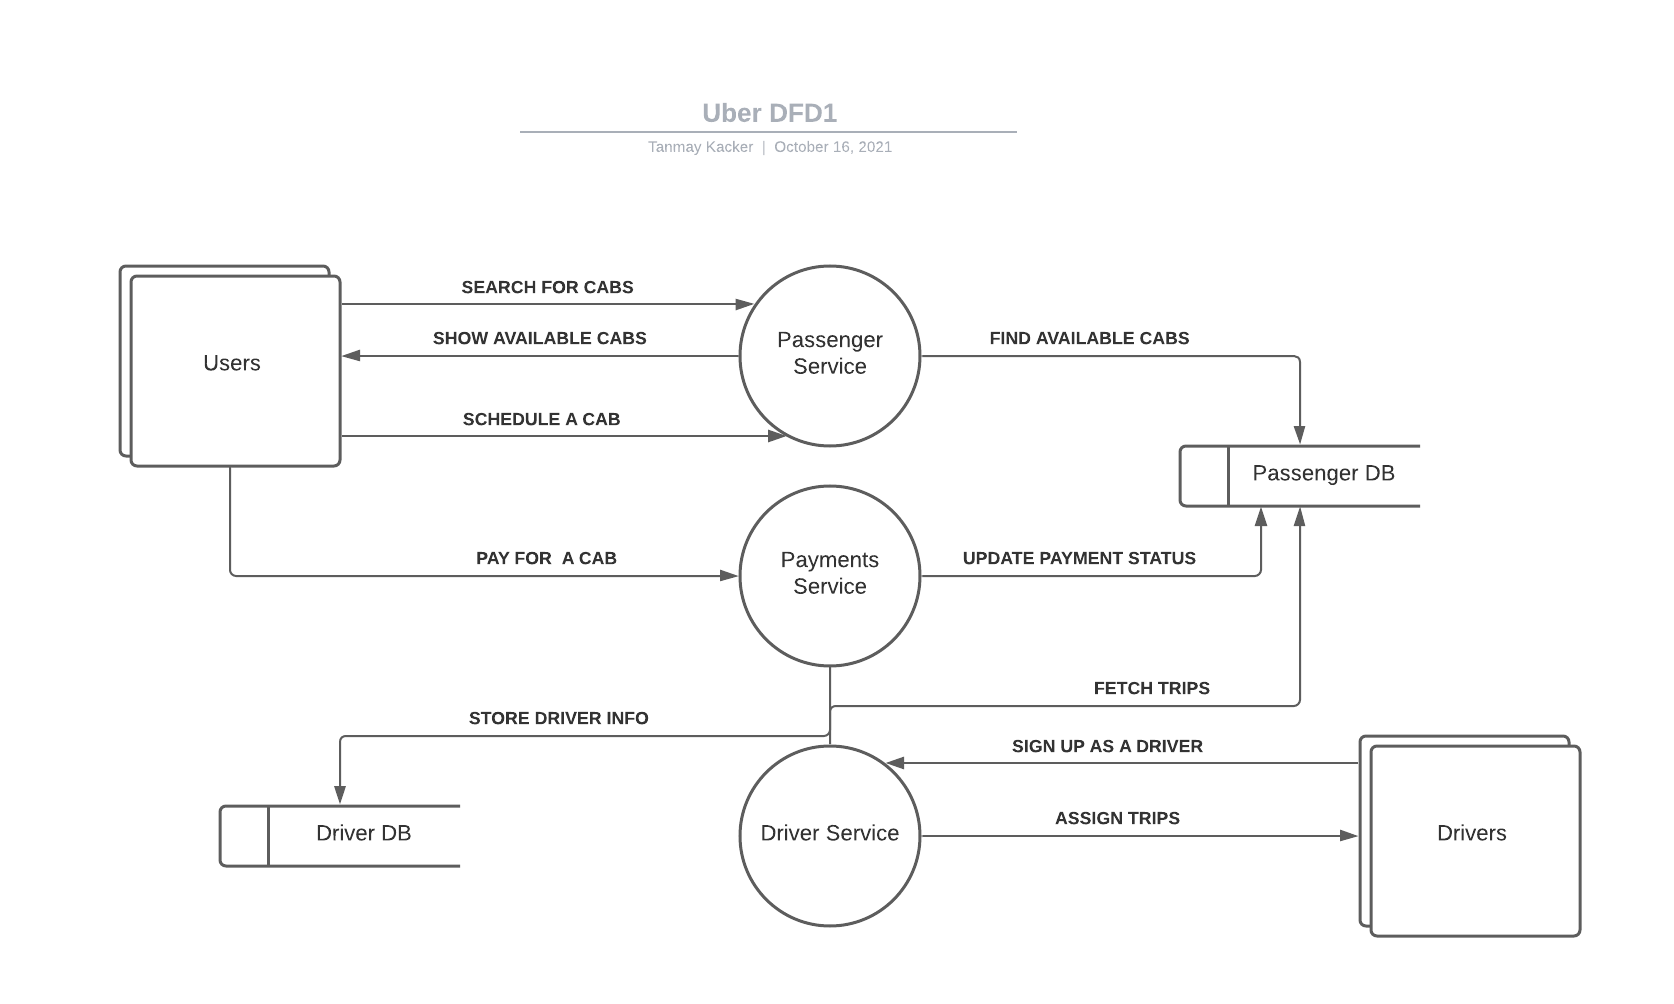 Uber DFD1
Tanmay Kacker | October 16, 2021
SEARCH FOR CABS
SHOW AVAILABLE CABS
Users
SCHEDULE A CAB
Passenger
Service
FIND AVAILABLE CABS
Passenger DB
PAY FOR  A CAB
Payments
Service
UPDATE PAYMENT STATUS
FETCH TRIPS
STORE DRIVER INFO
SIGN UP AS A DRIVER
Driver DB
Driver Service
ASSIGN TRIPS
Drivers